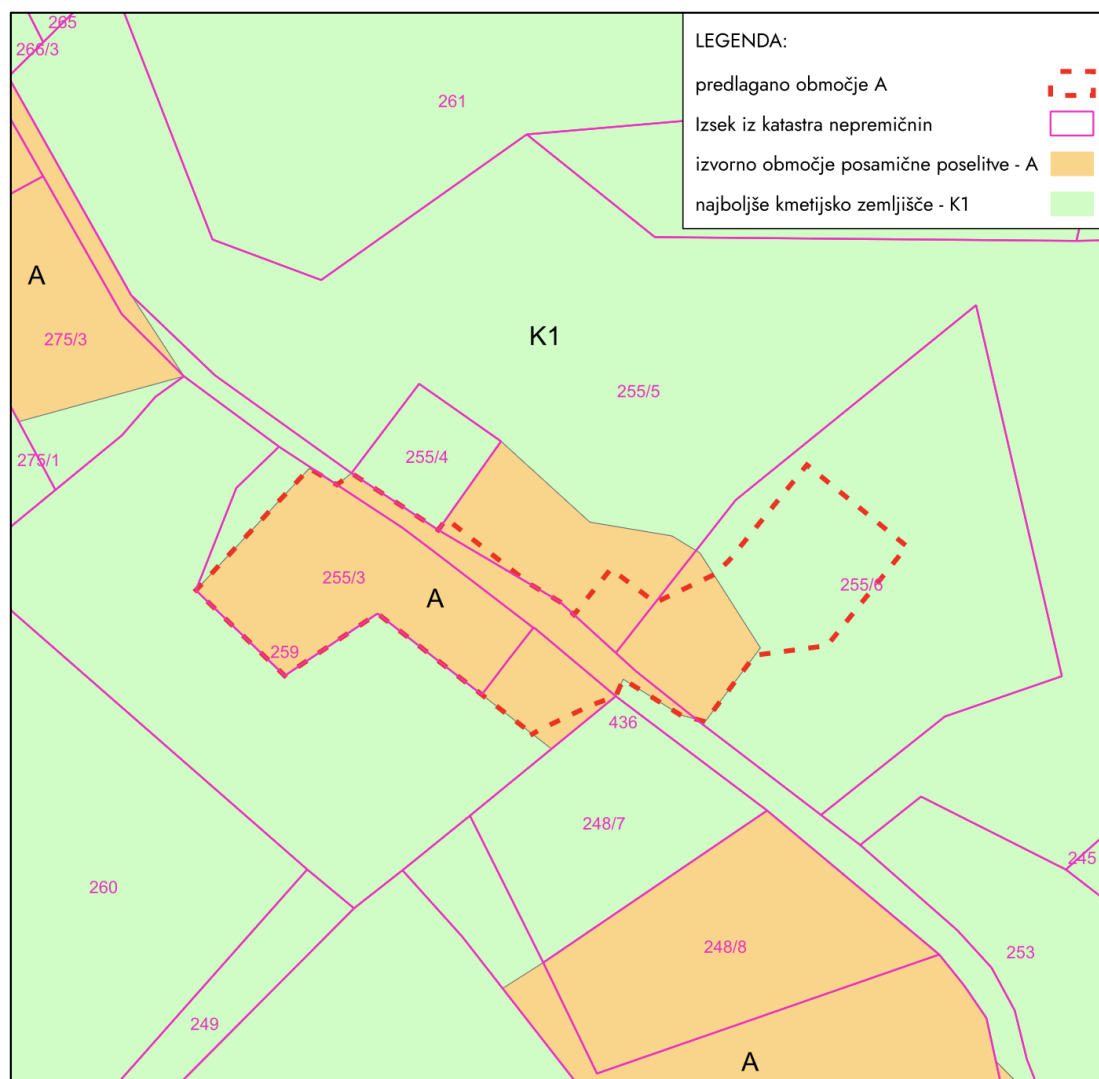 LEGENDA:
predlagano območje A
Izsek iz katastra nepremičnin
izvorno območje posamične poselitve - A
najboljše kmetijsko zemljišče - K1
265
266/3
261
A
275/3
K1
255/5
275/1
255/4
255/3
A
255/6
259
436
248/7
245
260
248/8
253
249
A